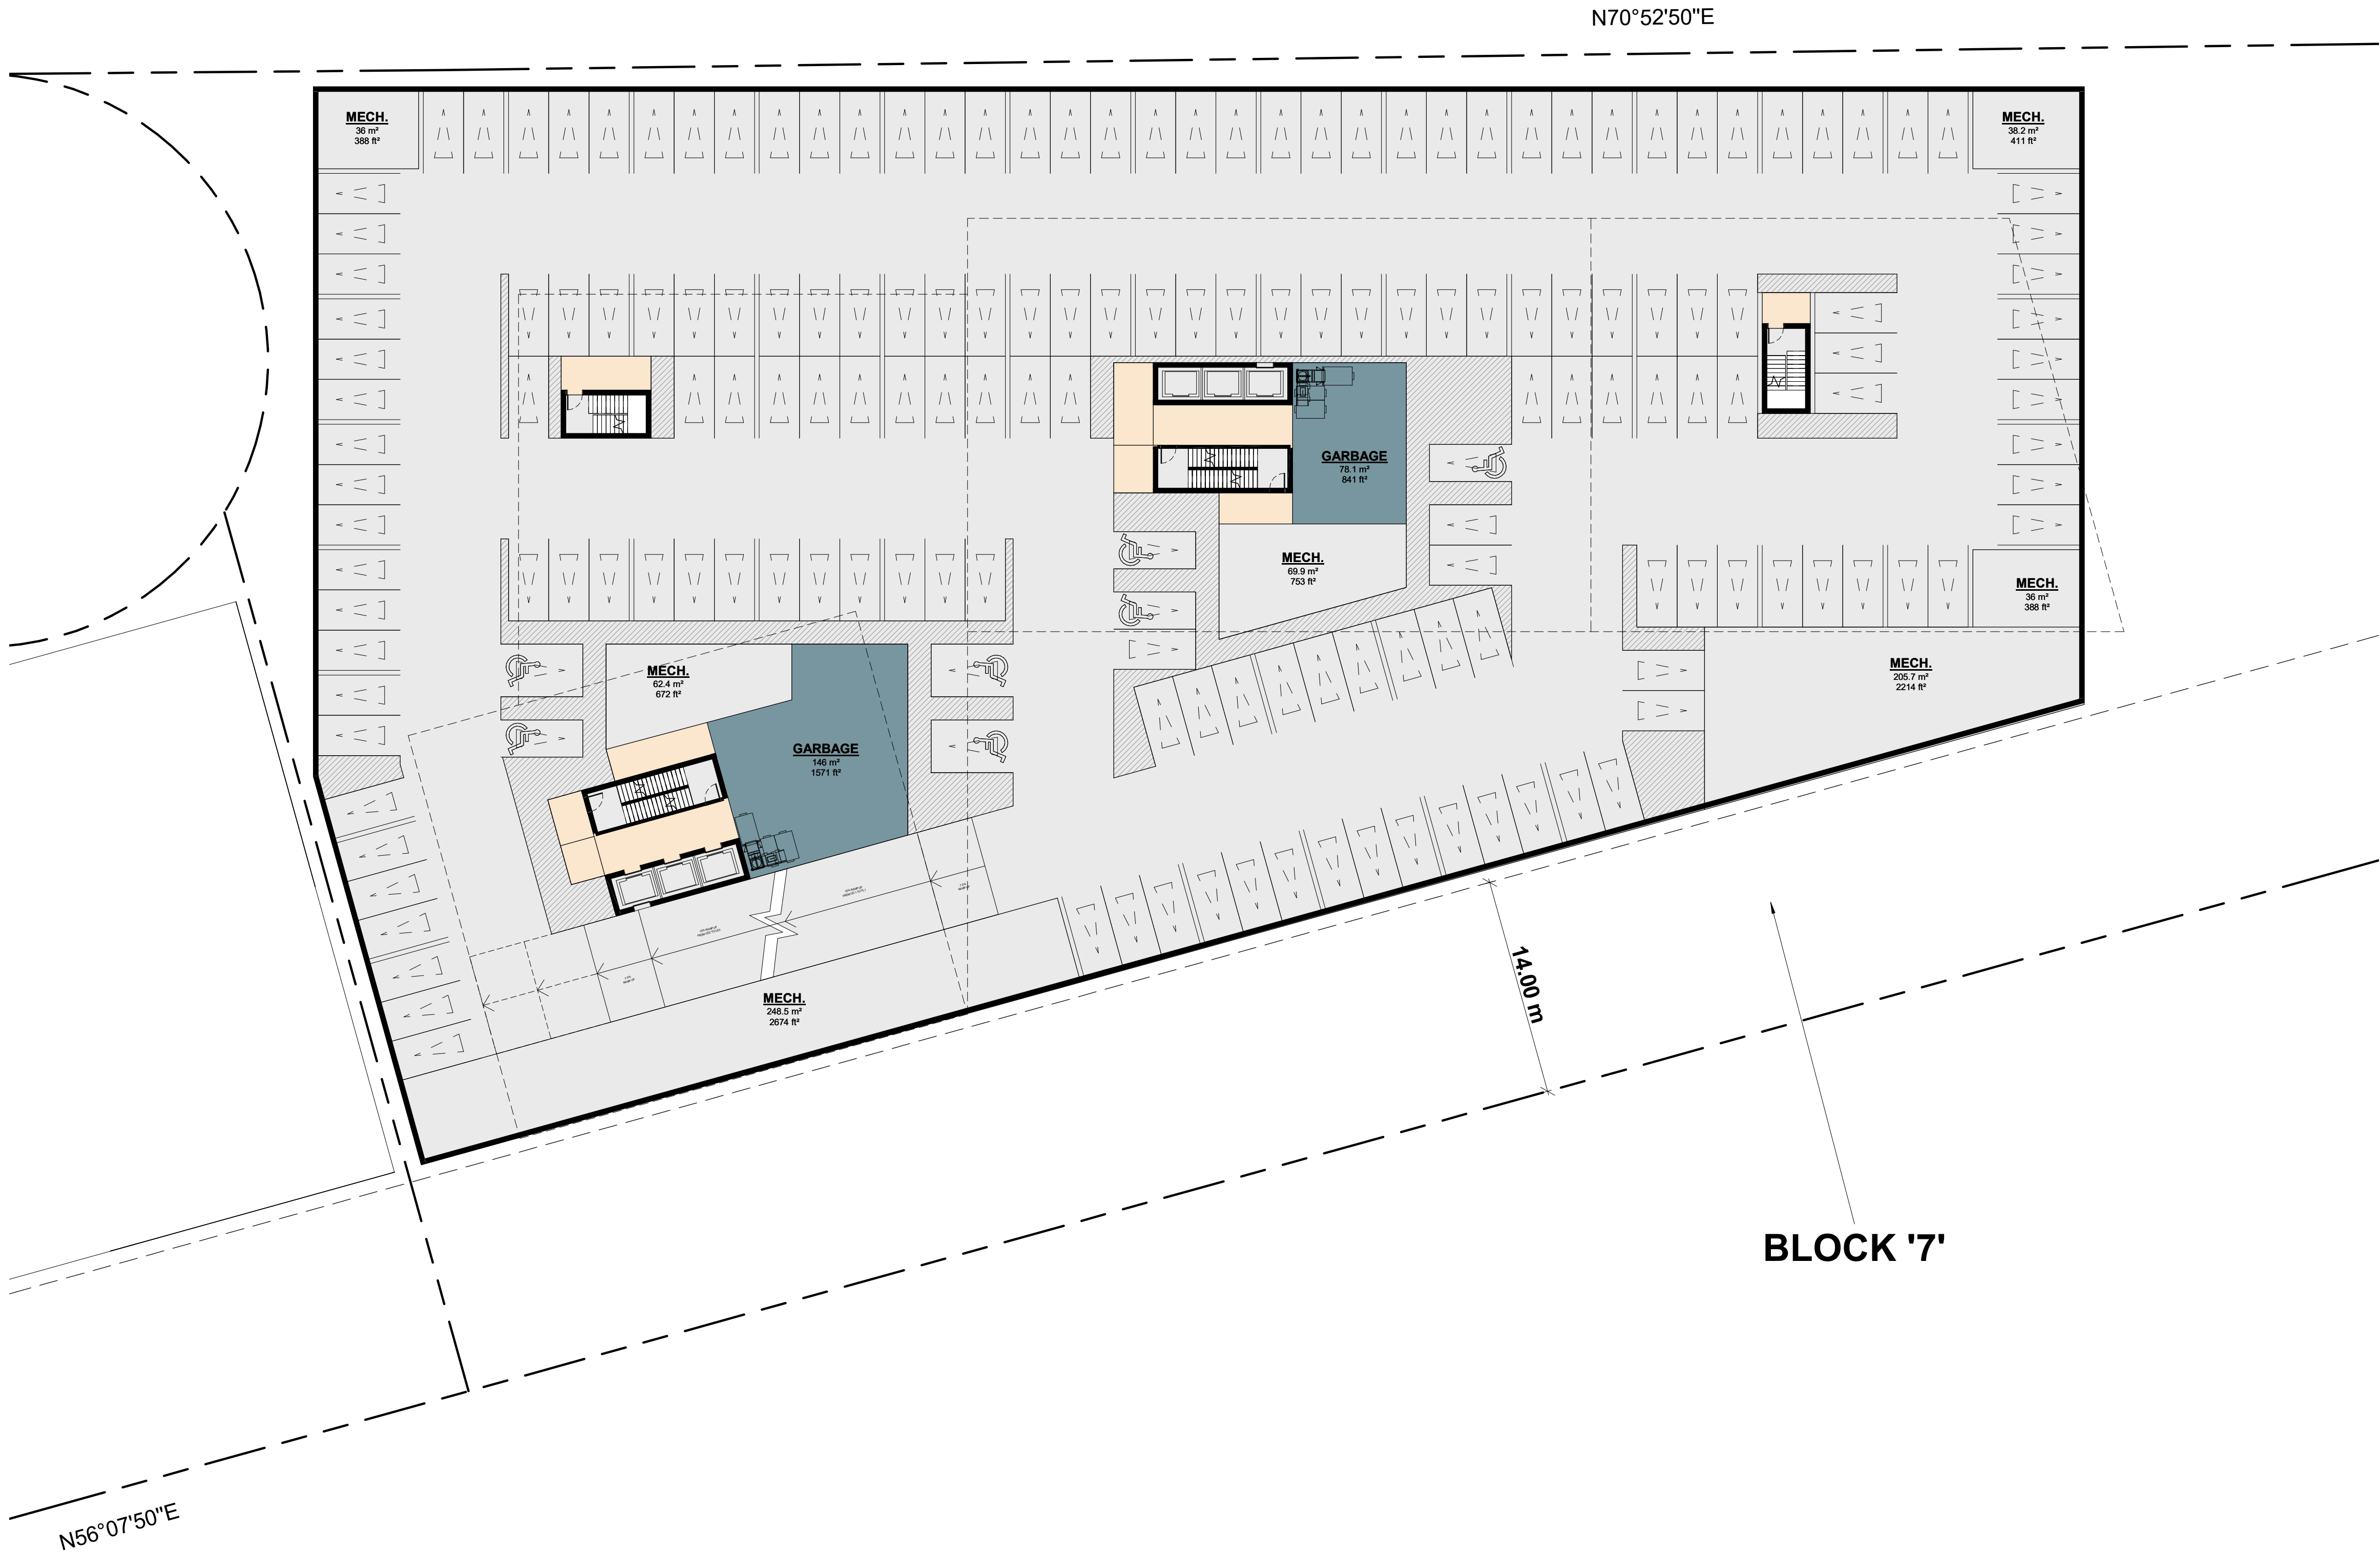 N70°52'50"E
MECH.
36 m²
388 ft²
MECH.
38.2 m²
411 ft²
GARBAGE
78.1 m²
841 ft²
MECH.
69.9 m²
753 ft²
MECH.
36 m²
388 ft²
MECH.
62.4 m²
672 ft²
MECH.
205.7 m²
2214 ft²
GARBAGE
146 m²
1571 ft²
MECH.
248.5 m²
2674 ft²
14.00 m
BLOCK '7'
N56°07'50"E